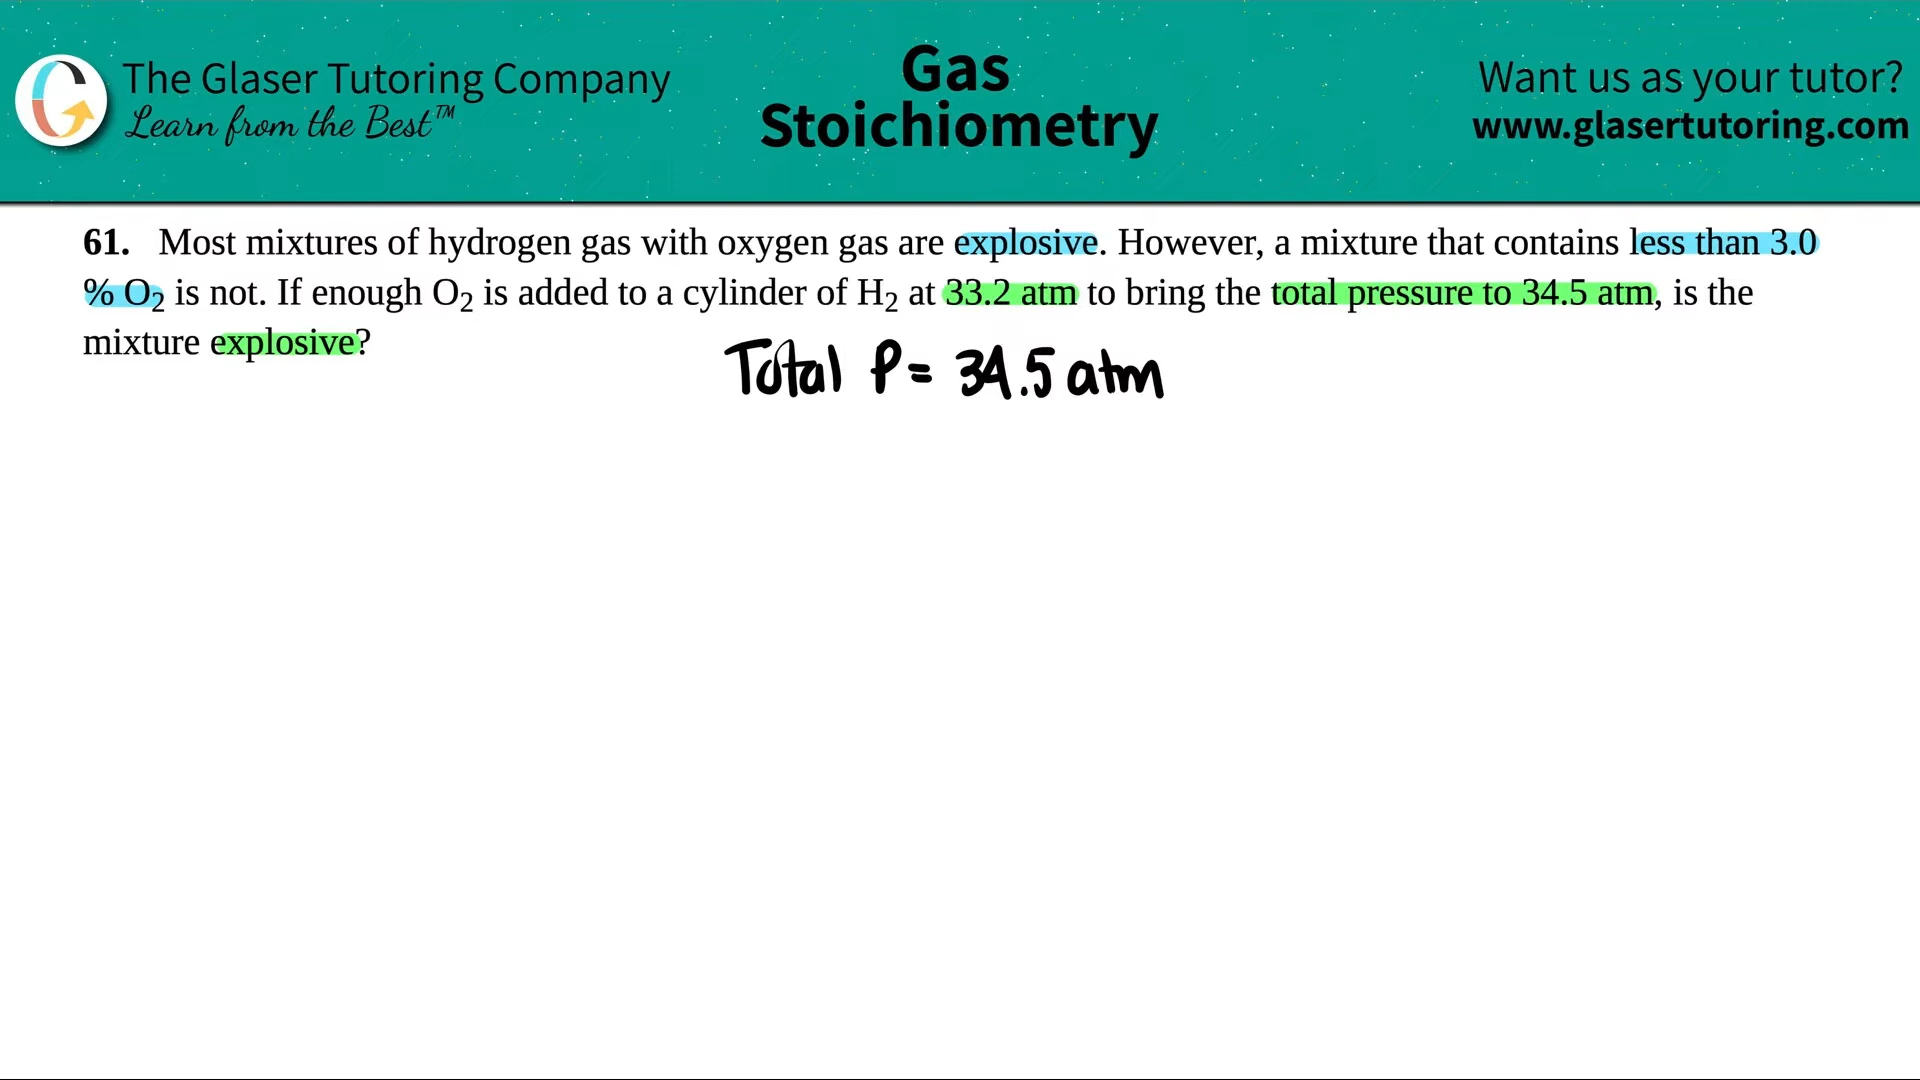 The Glaser Tutoring Company
Learn from the Best™
Gas
Stoichiometry
Want us as your tutor?
www.glasertutoring.com
61. Most mixtures of hydrogen gas with oxygen gas are explosive. However, a mixture that contains less than 3.0
% O₂ is not. If enough O₂ is added to a cylinder of H₂ at 33.2 atm to bring the total pressure to 34.5 atm, is the
mixture explosive?
Total P = 34.5 atm